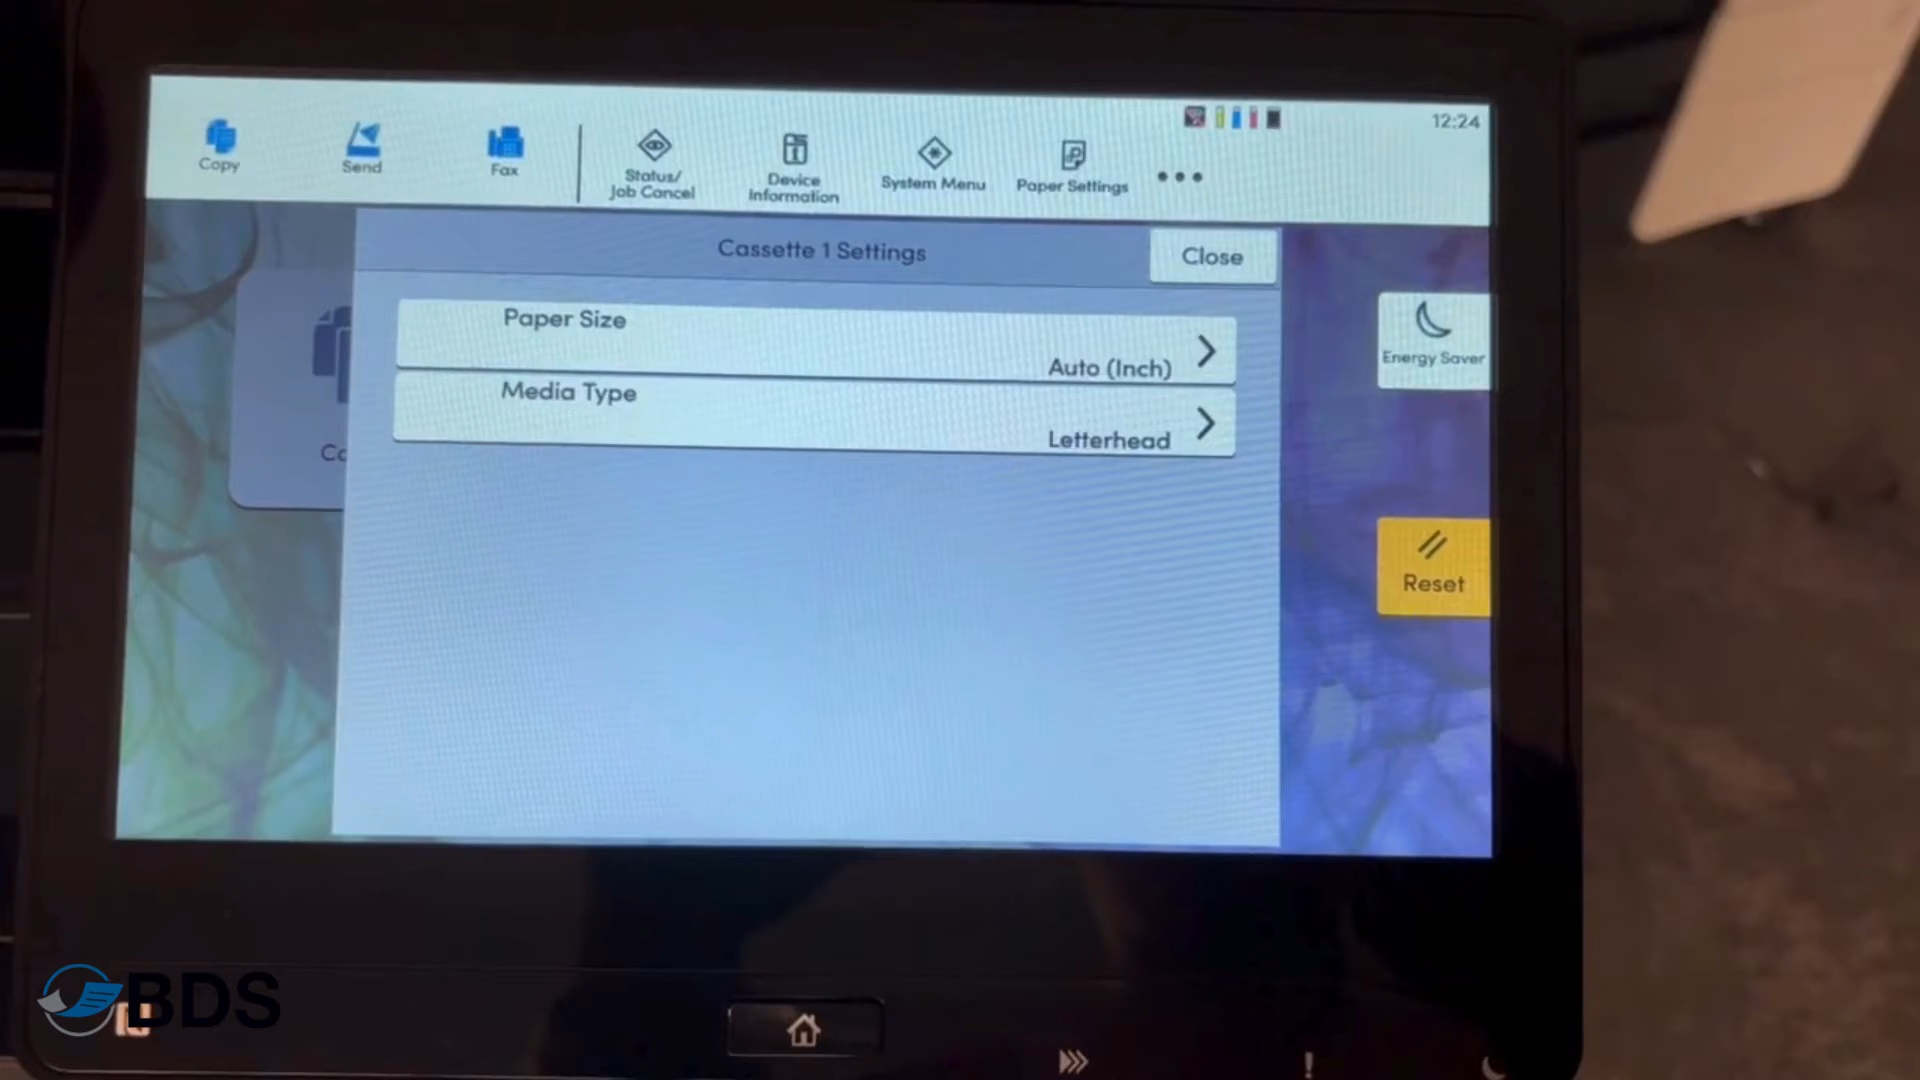 12:24
Copy
Send
Fax
Status/
Job Cancel
Device
Information
System Menu
Paper Settings
Cassette 1 Settings
Close
Paper Size
Auto (Inch)
Media Type
Letterhead
Energy Saver
Co
Reset
BDS